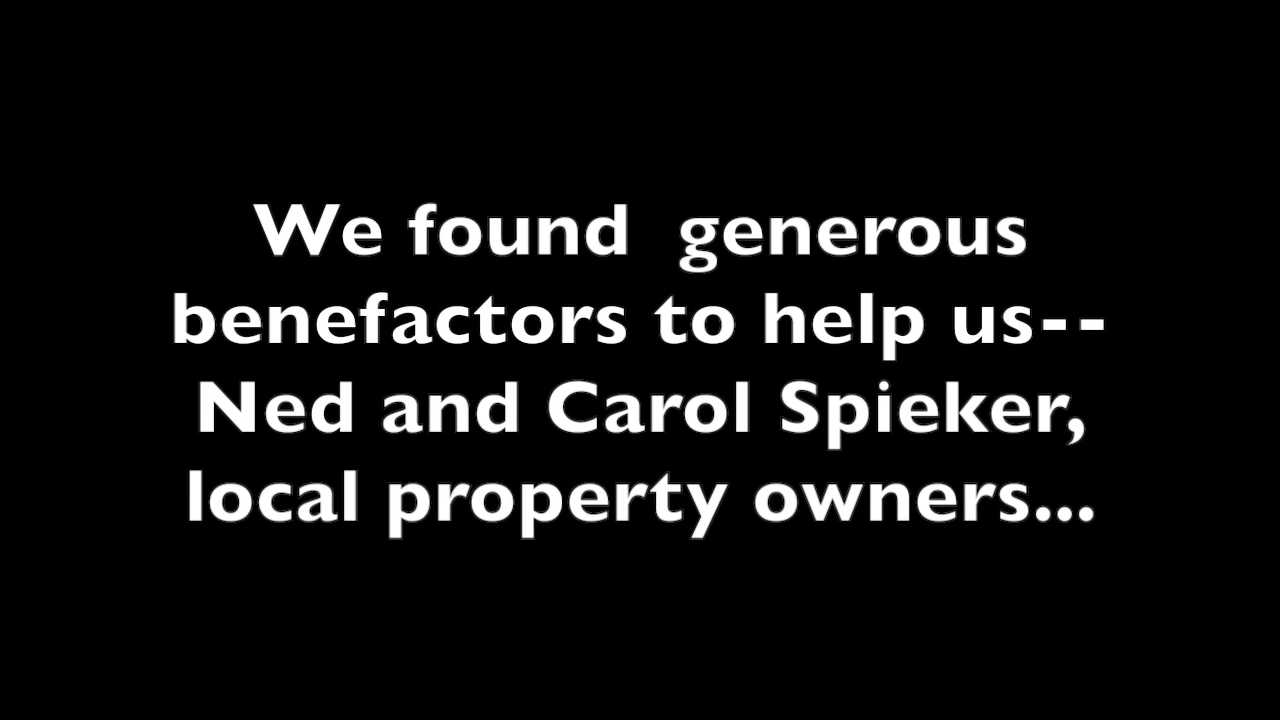 We found  generous
benefactors to help us--
Ned and Carol Spieker,
local property owners...